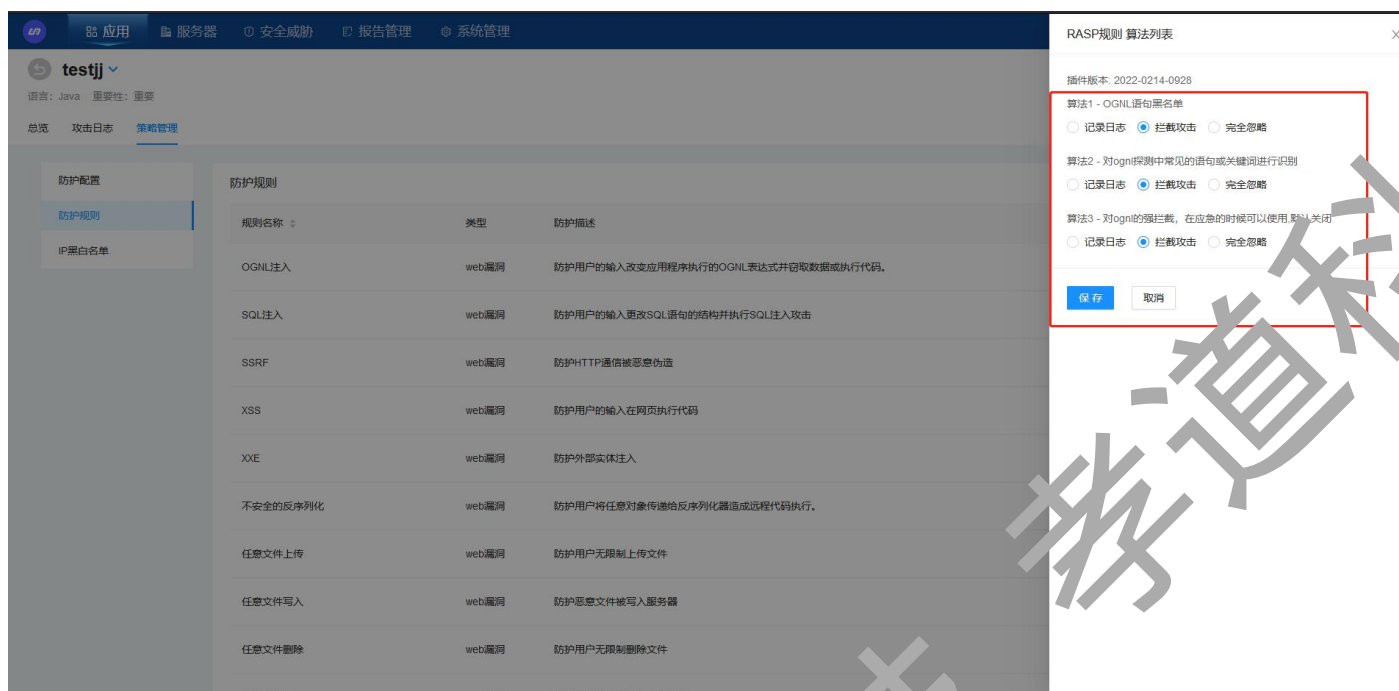 应用 服务器 安全威胁 报告管理 系统管理
testjj
语言：Java 重要性：重要
总览 攻击日志 策略管理
防护配置
防护规则
IP黑白名单
防护规则
规则名称 类型 防护描述
OGNL注入 web漏洞 防护用户的输入改变应用程序执行的OGNL表达式并窃取数据或执行代码。
SQL注入 web漏洞 防护用户的输入更改SQL语句的结构并执行SQL注入攻击
SSRF web漏洞 防护HTTP通信被恶意伪造
XSS web漏洞 防护用户的输入在网页执行代码
XXE web漏洞 防护外部实体注入
不安全的反序列化 web漏洞 防护用户将任意对象传递给反序列化器造成远程代码执行。
任意文件上传 web漏洞 防护用户无限制上传文件
任意文件写入 web漏洞 防护恶意文件被写入服务器
任意文件删除 web漏洞 防护用户无限制删除文件
RASP规则 算法列表
插件版本: 2022-0214-0928
算法1 - OGNL语句黑名单
记录日志 拦截攻击 完全忽略
算法2 - 对ognl探测中常见的语句或关键词进行识别
记录日志 拦截攻击 完全忽略
算法3 - 对ognl的强拦截，在应急的时候可以使用,默认关闭
记录日志 拦截攻击 完全忽略
保存 取消
孝道